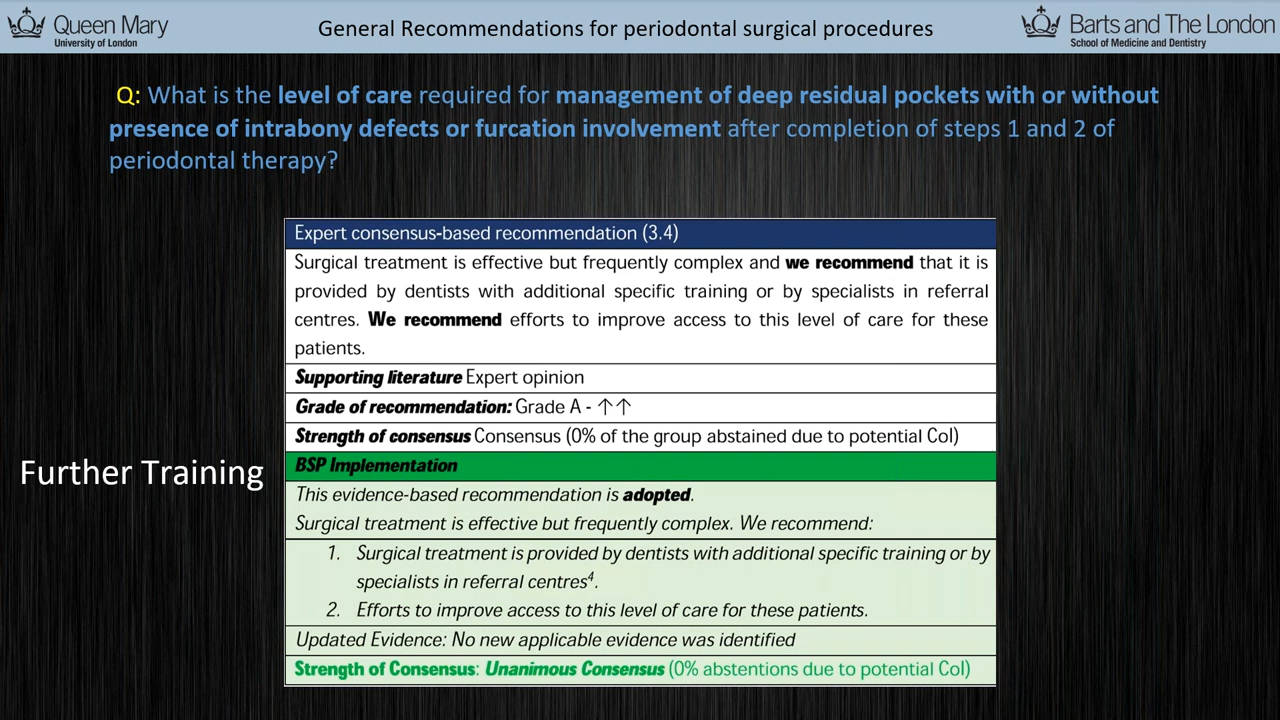 Queen Mary
University of London
General Recommendations for periodontal surgical procedures
Barts and The London
School of Medicine and Dentistry
Q: What is the level of care required for management of deep residual pockets with or without
presence of intrabony defects or furcation involvement after completion of steps 1 and 2 of
periodontal therapy?
Expert consensus-based recommendation (3.4)
Surgical treatment is effective but frequently complex and we recommend that it is
provided by dentists with additional specific training or by specialists in referral
centres. We recommend efforts to improve access to this level of care for these
patients.
Supporting literature Expert opinion
Grade of recommendation: Grade A - ↑↑
Strength of consensus Consensus (0% of the group abstained due to potential CoI)
BSP Implementation
Further Training
This evidence-based recommendation is adopted.
Surgical treatment is effective but frequently complex. We recommend:
1. Surgical treatment is provided by dentists with additional specific training or by
specialists in referral centres⁴.
2. Efforts to improve access to this level of care for these patients.
Updated Evidence: No new applicable evidence was identified
Strength of Consensus: Unanimous Consensus (0% abstentions due to potential CoI)